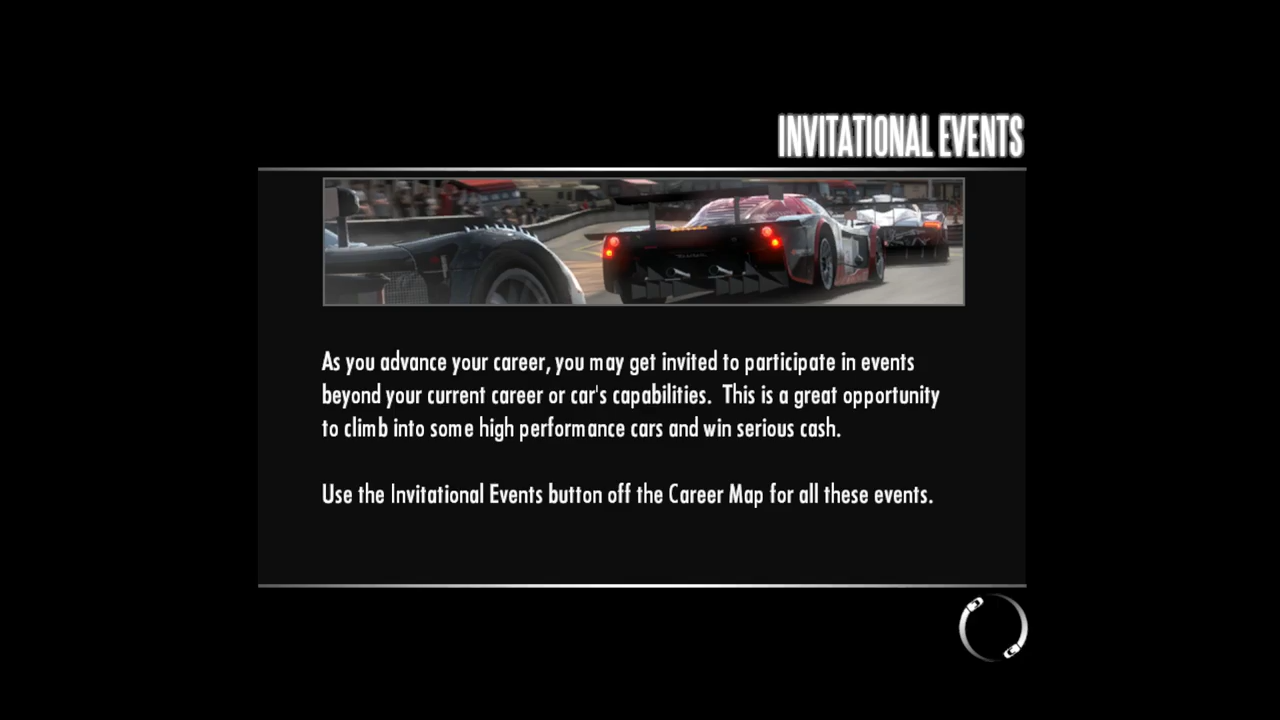 INVITATIONAL EVENTS
As you advance your career, you may get invited to participate in events
beyond your current career or car's capabilities.  This is a great opportunity
to climb into some high performance cars and win serious cash.
Use the Invitational Events button off the Career Map for all these events.